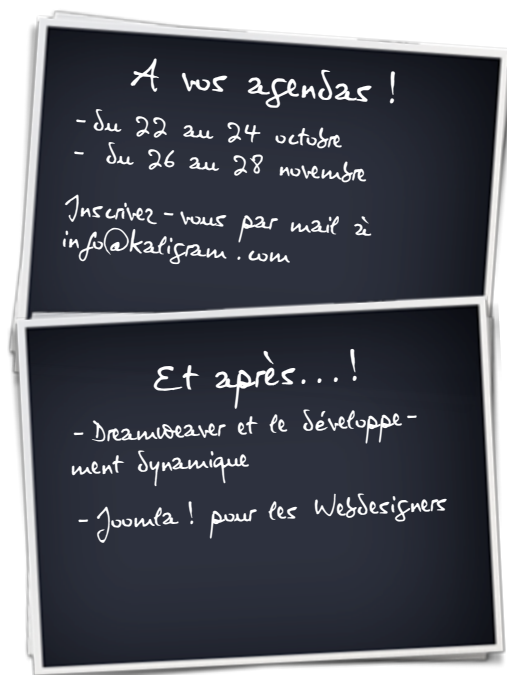 A vos agendas !
- du 22 au 24 octobre
- du 26 au 28 novembre
Inscrivez-vous par mail à
info@kaligram.com
Et après...!
- Dreamweaver et le développe-
ment dynamique
- Joomla ! pour les Webdesigners